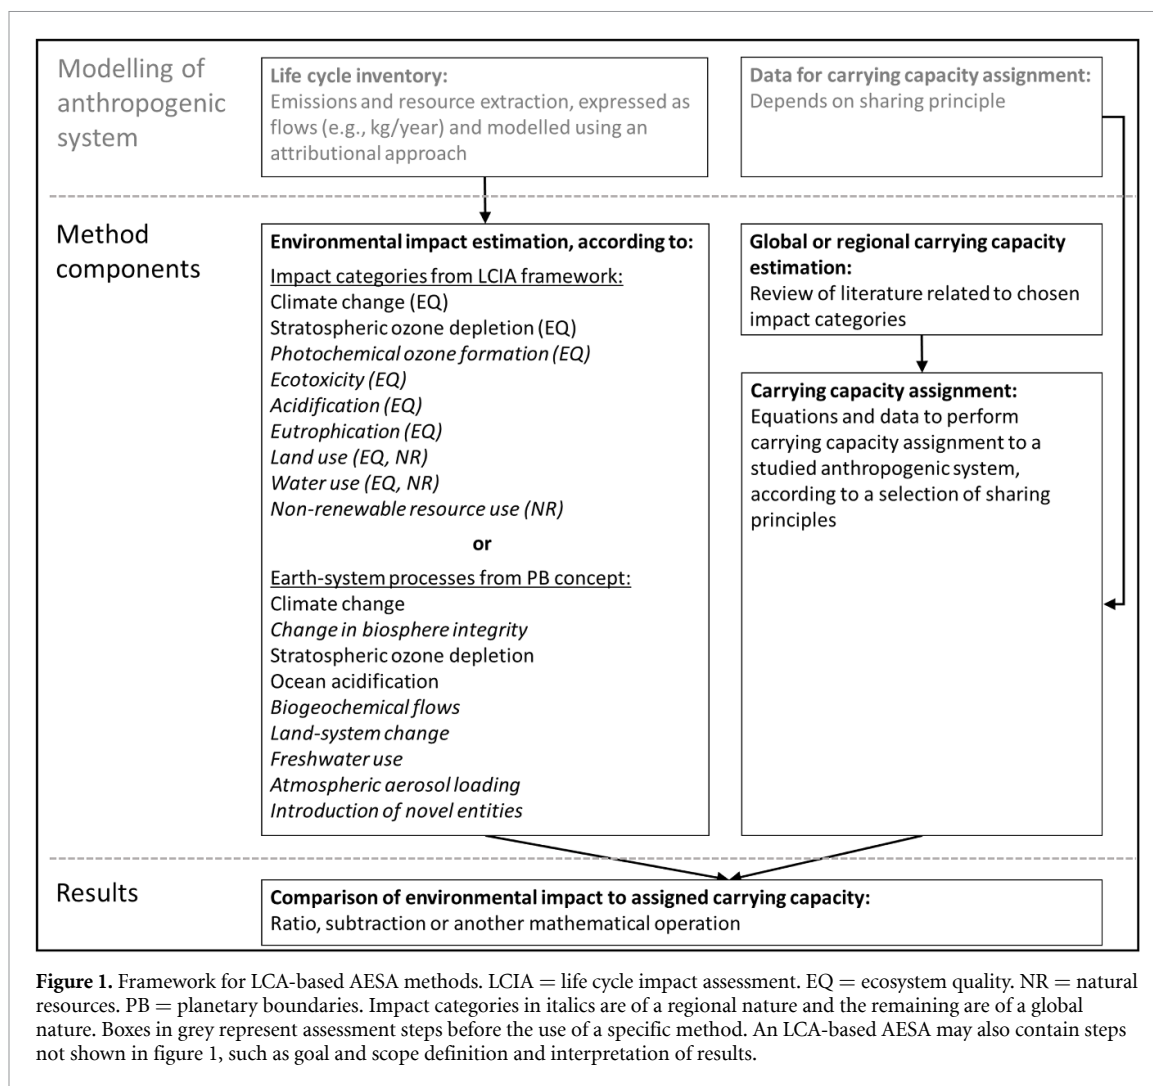 Modelling of
anthropogenic
system
Life cycle inventory:
Emissions and resource extraction, expressed as
flows (e.g., kg/year) and modelled using an
attributional approach
Data for carrying capacity assignment:
Depends on sharing principle
Method
components
Environmental impact estimation, according to:
Impact categories from LCIA framework:
Climate change (EQ)
Stratospheric ozone depletion (EQ)
Photochemical ozone formation (EQ)
Ecotoxicity (EQ)
Acidification (EQ)
Eutrophication (EQ)
Land use (EQ, NR)
Water use (EQ, NR)
Non-renewable resource use (NR)
or
Earth-system processes from PB concept:
Climate change
Change in biosphere integrity
Stratospheric ozone depletion
Ocean acidification
Biogeochemical flows
Land-system change
Freshwater use
Atmospheric aerosol loading
Introduction of novel entities
Global or regional carrying capacity
estimation:
Review of literature related to chosen
impact categories
Carrying capacity assignment:
Equations and data to perform
carrying capacity assignment to a
studied anthropogenic system,
according to a selection of sharing
principles
Results
Comparison of environmental impact to assigned carrying capacity:
Ratio, subtraction or another mathematical operation
Figure 1. Framework for LCA-based AESA methods. LCIA = life cycle impact assessment. EQ = ecosystem quality. NR = natural
resources. PB = planetary boundaries. Impact categories in italics are of a regional nature and the remaining are of a global
nature. Boxes in grey represent assessment steps before the use of a specific method. An LCA-based AESA may also contain steps
not shown in figure 1, such as goal and scope definition and interpretation of results.